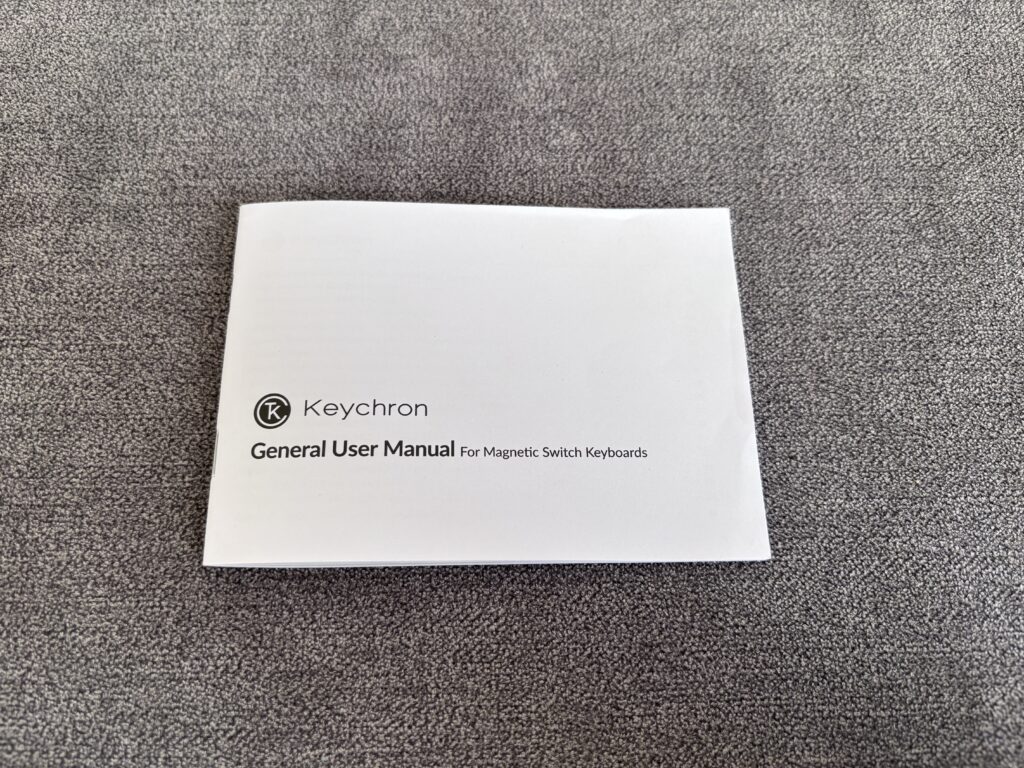 Keychron
General User Manual For Magnetic Switch Keyboards